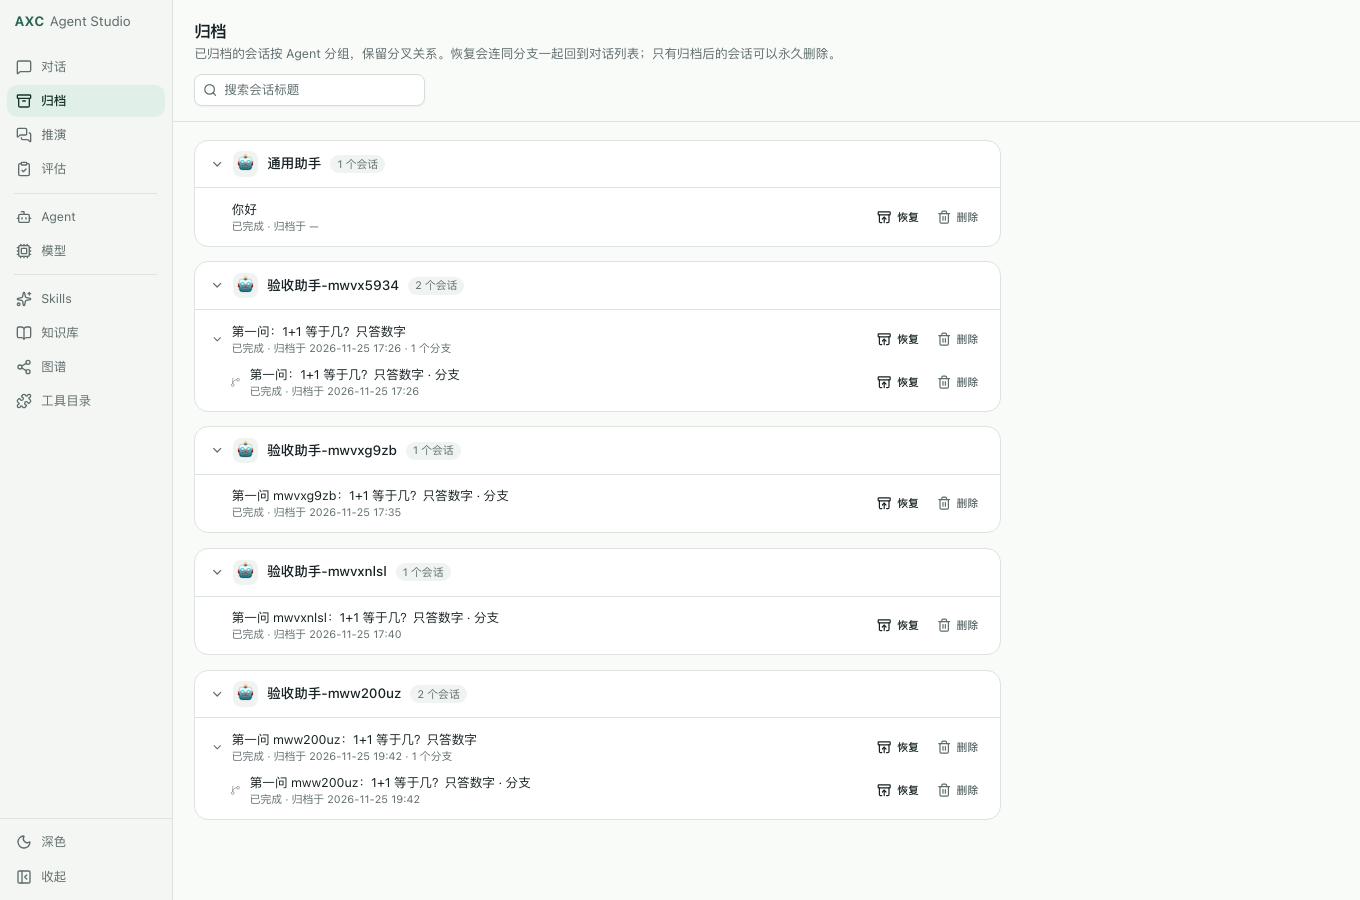 AXC Agent Studio
对话
归档
推演
评估
Agent
模型
Skills
知识库
图谱
工具目录
深色
收起
归档
已归档的会话按 Agent 分组，保留分叉关系。恢复会连同分支一起回到对话列表；只有归档后的会话可以永久删除。
搜索会话标题
通用助手 1 个会话
你好
已完成 · 归档于 —
恢复 删除
验收助手-mwvx5934 2 个会话
第一问：1+1 等于几？只答数字
已完成 · 归档于 2026-11-25 17:26 · 1 个分支
恢复 删除
第一问：1+1 等于几？只答数字 · 分支
已完成 · 归档于 2026-11-25 17:26
恢复 删除
验收助手-mwvxg9zb 1 个会话
第一问 mwvxg9zb：1+1 等于几？只答数字 · 分支
已完成 · 归档于 2026-11-25 17:35
恢复 删除
验收助手-mwvxnlsl 1 个会话
第一问 mwvxnlsl：1+1 等于几？只答数字 · 分支
已完成 · 归档于 2026-11-25 17:40
恢复 删除
验收助手-mww200uz 2 个会话
第一问 mww200uz：1+1 等于几？只答数字
已完成 · 归档于 2026-11-25 19:42 · 1 个分支
恢复 删除
第一问 mww200uz：1+1 等于几？只答数字 · 分支
已完成 · 归档于 2026-11-25 19:42
恢复 删除